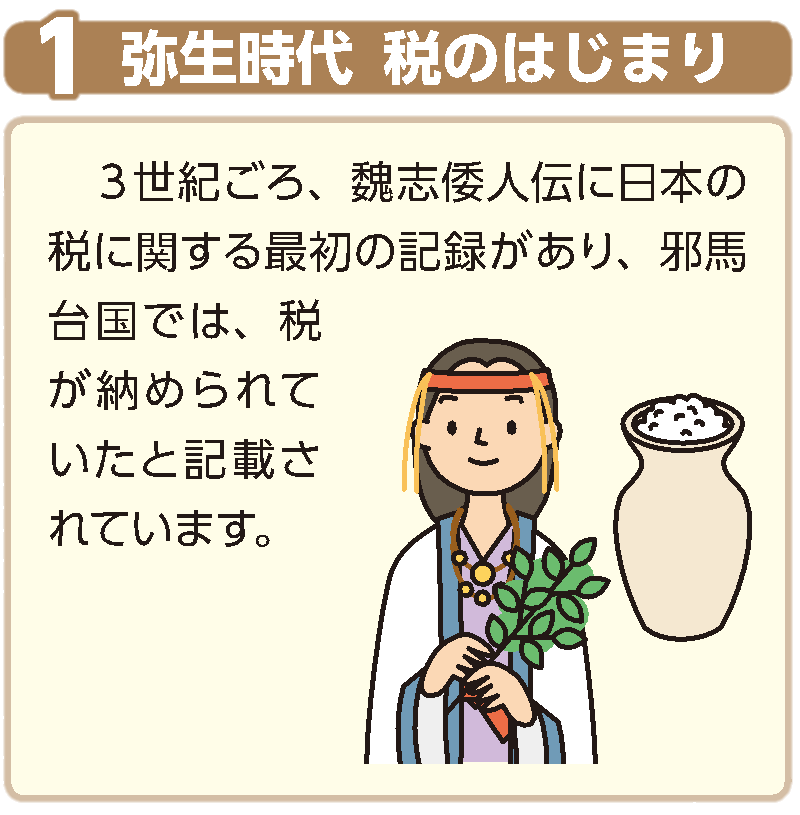 1 弥生時代 税のはじまり
　3世紀ごろ、魏志倭人伝に日本の
税に関する最初の記録があり、邪馬
台国では、税
が納められて
いたと記載さ
れています。